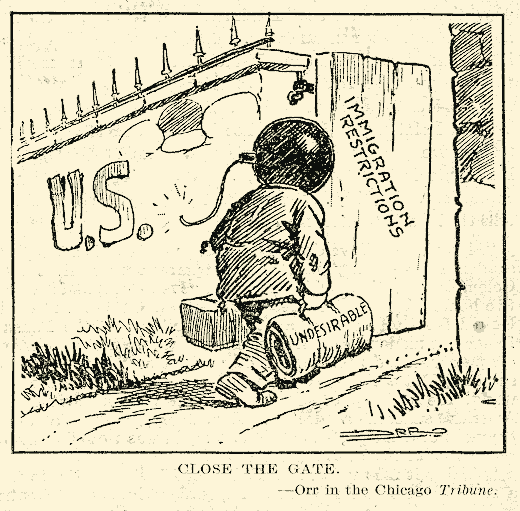 U.S.
IMMIGRATION
RESTRICTIONS
UNDESIRABLE
ORR
CLOSE THE GATE.
—Orr in the Chicago Tribune.